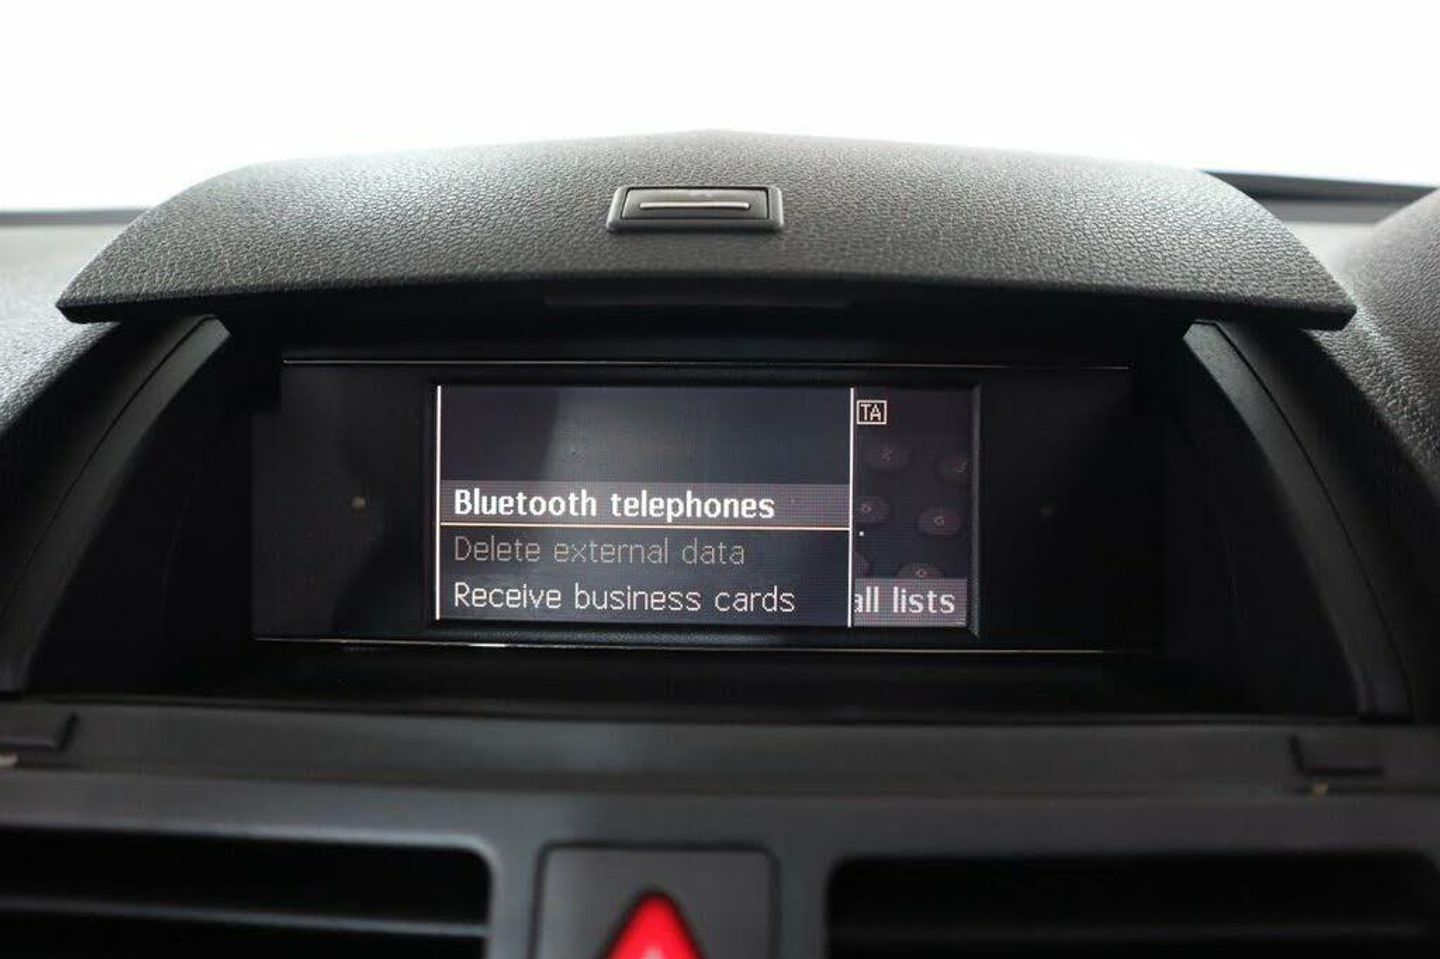 TA
Bluetooth telephones
Delete external data
Receive business cards
all lists